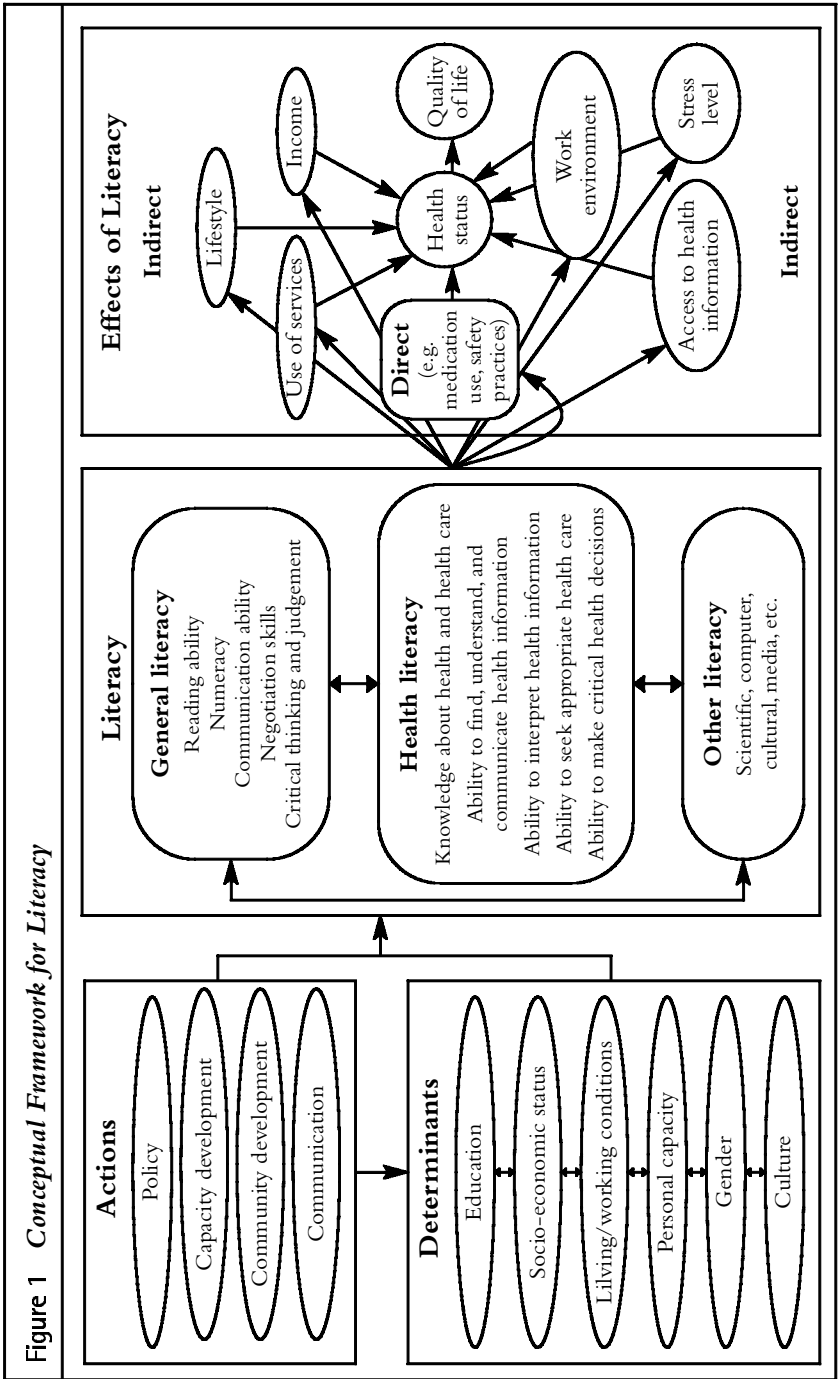 Figure 1 Conceptual Framework for Literacy
Actions
Policy
Capacity development
Community development
Communication
Determinants
Education
Socio-economic status
Lilving/working conditions
Personal capacity
Gender
Culture
Literacy
General literacy
Reading ability
Numeracy
Communication ability
Negotiation skills
Critical thinking and judgement
Health literacy
Knowledge about health and health care
Ability to find, understand, and
communicate health information
Ability to interpret health information
Ability to seek appropriate health care
Ability to make critical health decisions
Other literacy
Scientific, computer,
cultural, media, etc.
Effects of Literacy
Indirect
Lifestyle
Income
Use of services
Direct
(e.g.
medication
use, safety
practices)
Health
status
Quality
of life
Work
environment
Stress
level
Access to health
information
Indirect